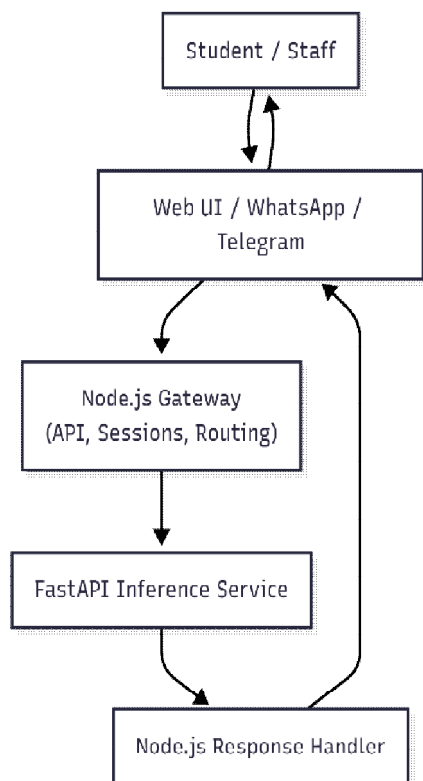 Student / Staff
Web UI / WhatsApp /
Telegram
Node.js Gateway
(API, Sessions, Routing)
FastAPI Inference Service
Node.js Response Handler